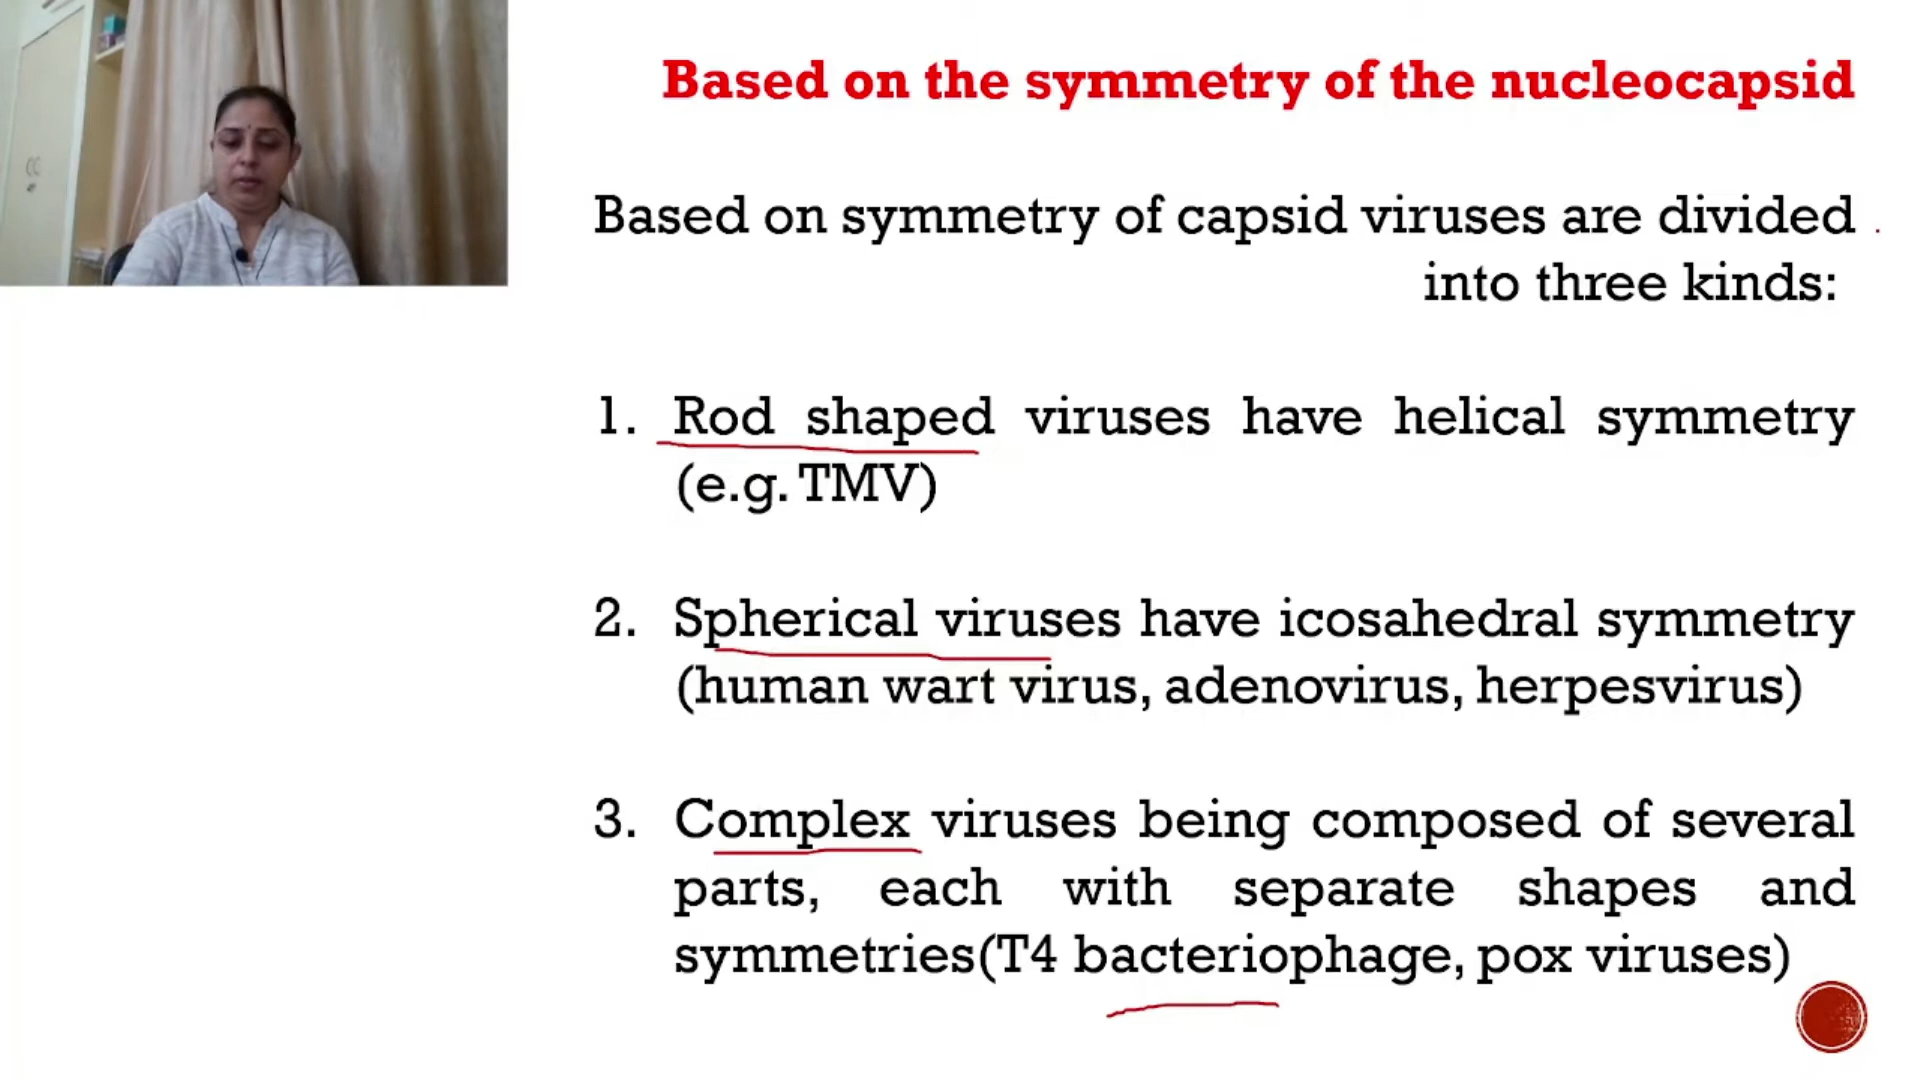 Based on the symmetry of the nucleocapsid
Based on symmetry of capsid viruses are divided
into three kinds:
1. Rod shaped viruses have helical symmetry
(e.g. TMV)
2. Spherical viruses have icosahedral symmetry
(human wart virus, adenovirus, herpesvirus)
3. Complex viruses being composed of several
parts, each with separate shapes and
symmetries(T4 bacteriophage, pox viruses)